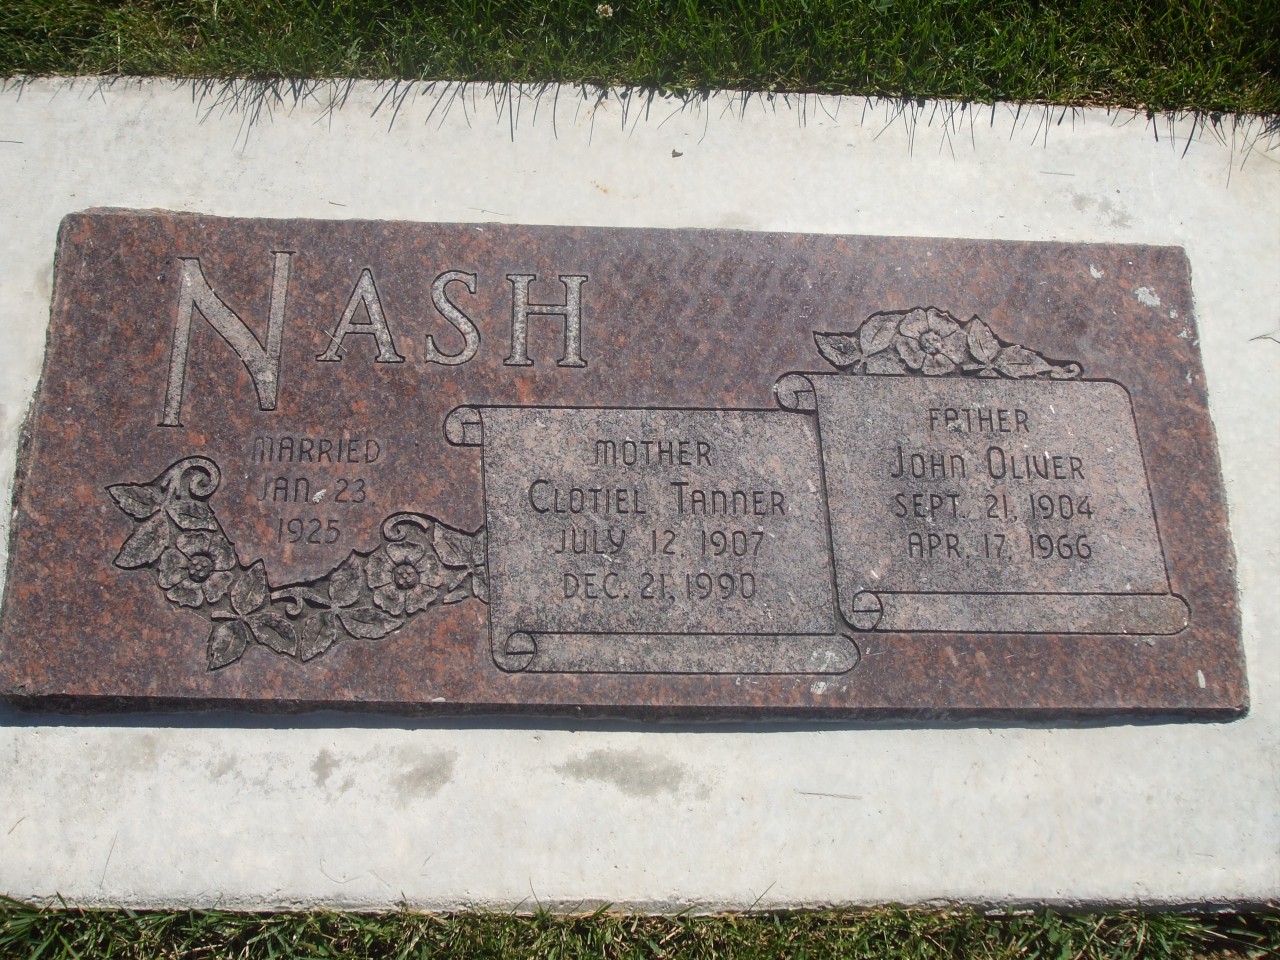 NASH
MARRIED
JAN. 23,
1925
MOTHER
CLOTIEL TANNER
JULY 12, 1907
DEC. 21, 1990
FATHER
JOHN OLIVER
SEPT. 21, 1904
APR. 17, 1966